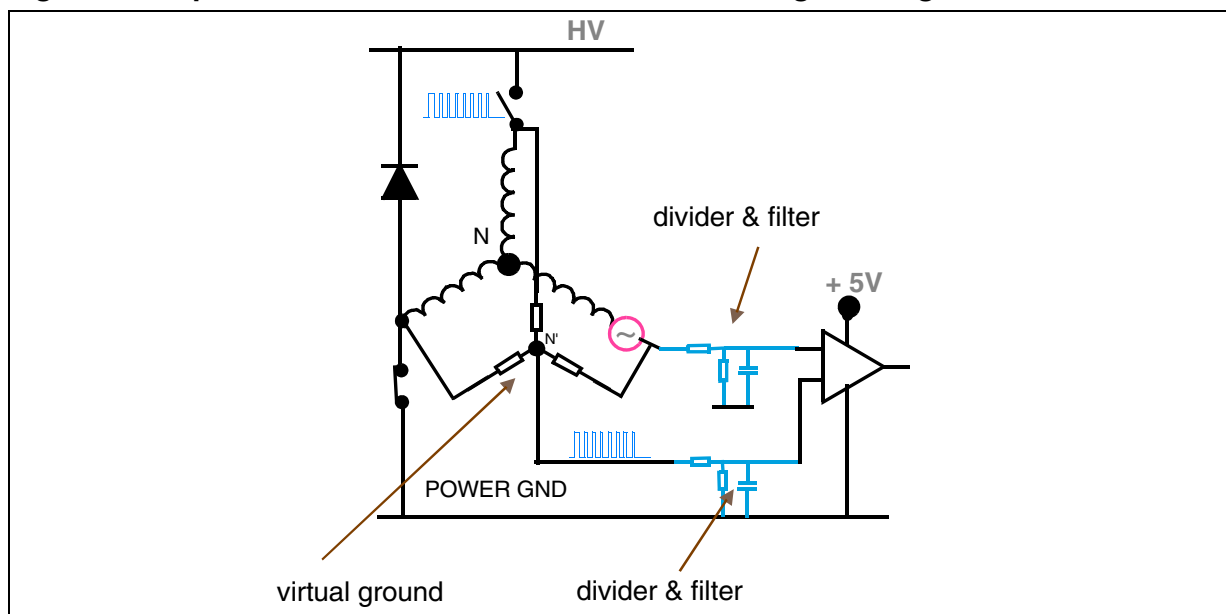 HV
divider & filter
N
+ 5V
~
N'
POWER GND
virtual ground
divider & filter